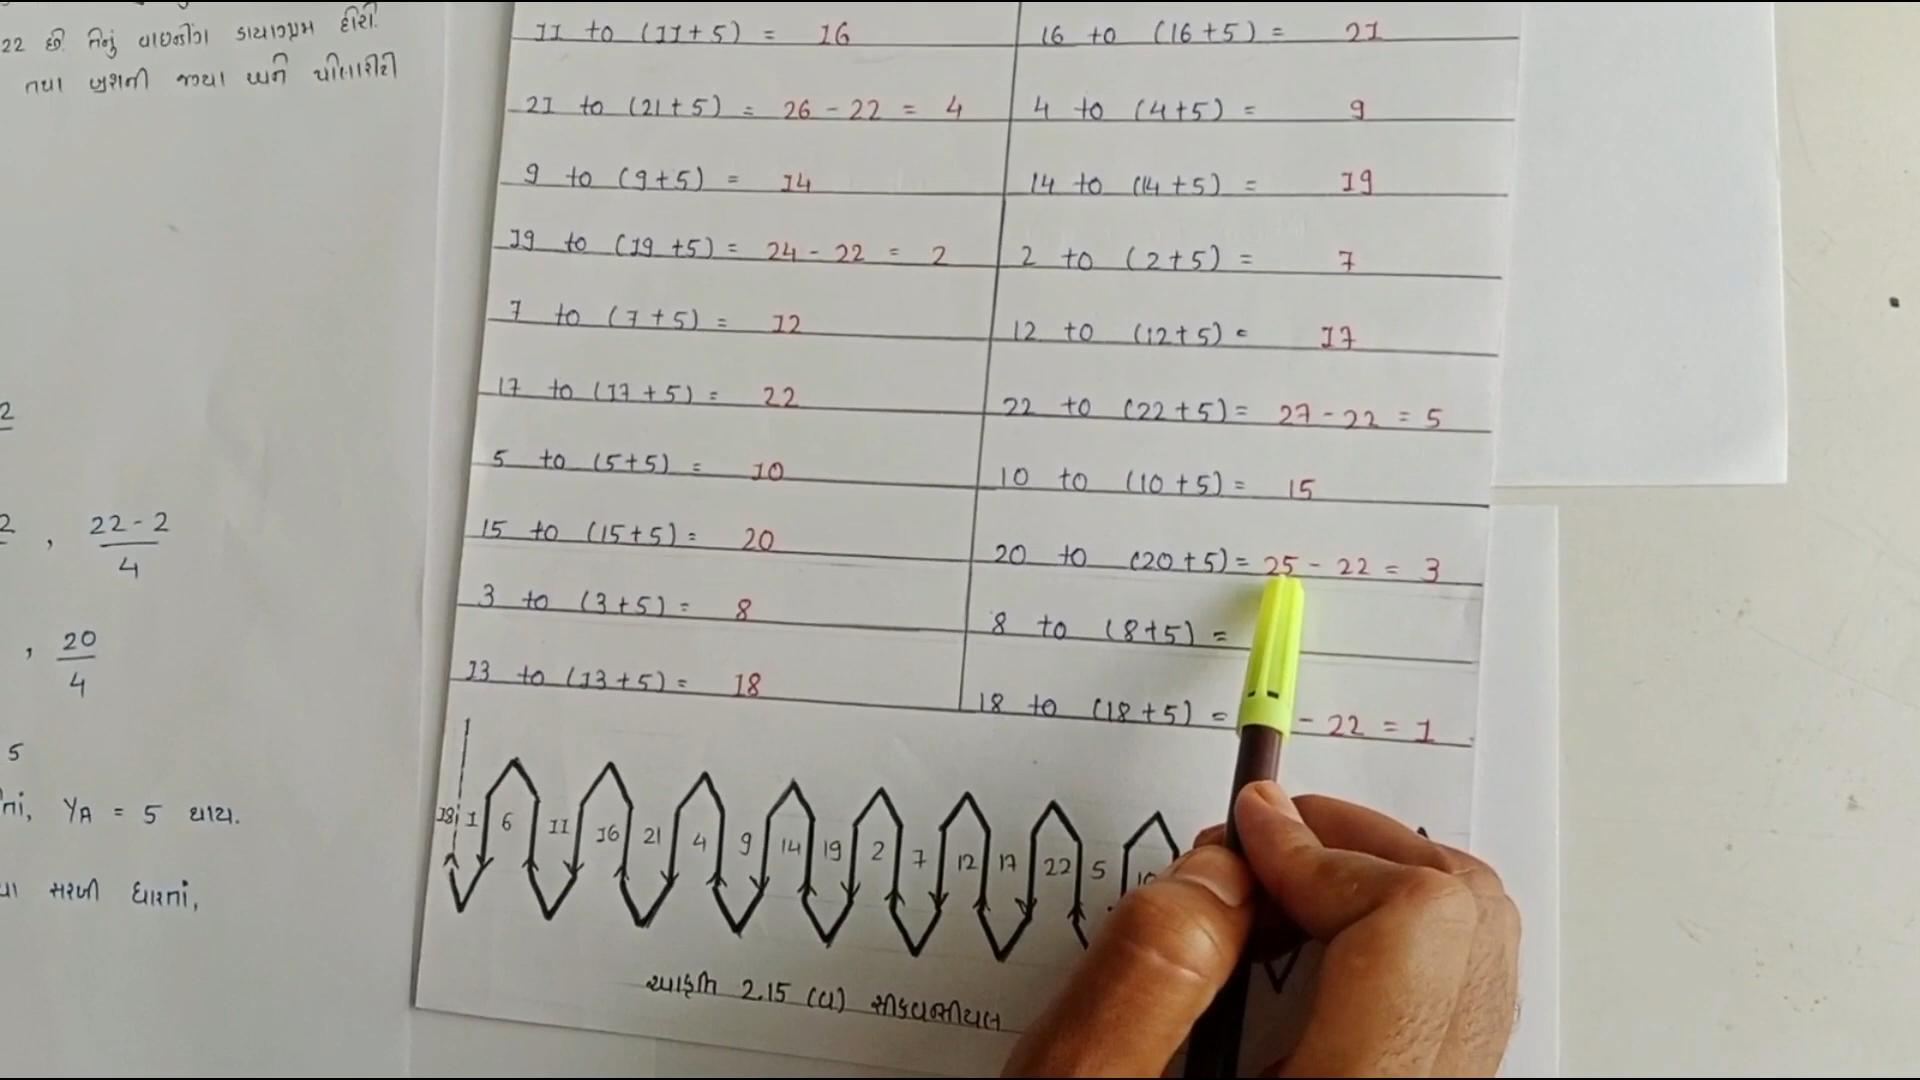 22 છે. તેનું વાઇન્ડીંગ ડાયાગ્રામ દોરી.
તથા બ્રશની જગ્યા અને પોલારીટી
2
2 , 22-2
4
, 20
4
5
નાં, YA = 5 થાય.
સરખી ધારતાં,
11 to (11+5) = 16
16 to (16+5) = 21
21 to (21+5) = 26 - 22 = 4
4 to (4+5) = 9
9 to (9+5) = 14
14 to (14+5) = 19
19 to (19+5) = 24 - 22 = 2
2 to (2+5) = 7
7 to (7+5) = 12
12 to (12+5) = 17
17 to (17+5) = 22
22 to (22+5) = 27-22 = 5
5 to (5+5) = 10
10 to (10+5) = 15
15 to (15+5) = 20
20 to (20+5) = 25 - 22 = 3
3 to (3+5) = 8
8 to (8+5) =
13 to (13+5) = 18
18 to (18+5) = - 22 = 1
18 1 6 11 16 21 4 9 14 19 2 7 12 17 22 5 10
આકૃતિ 2.15 (બ)